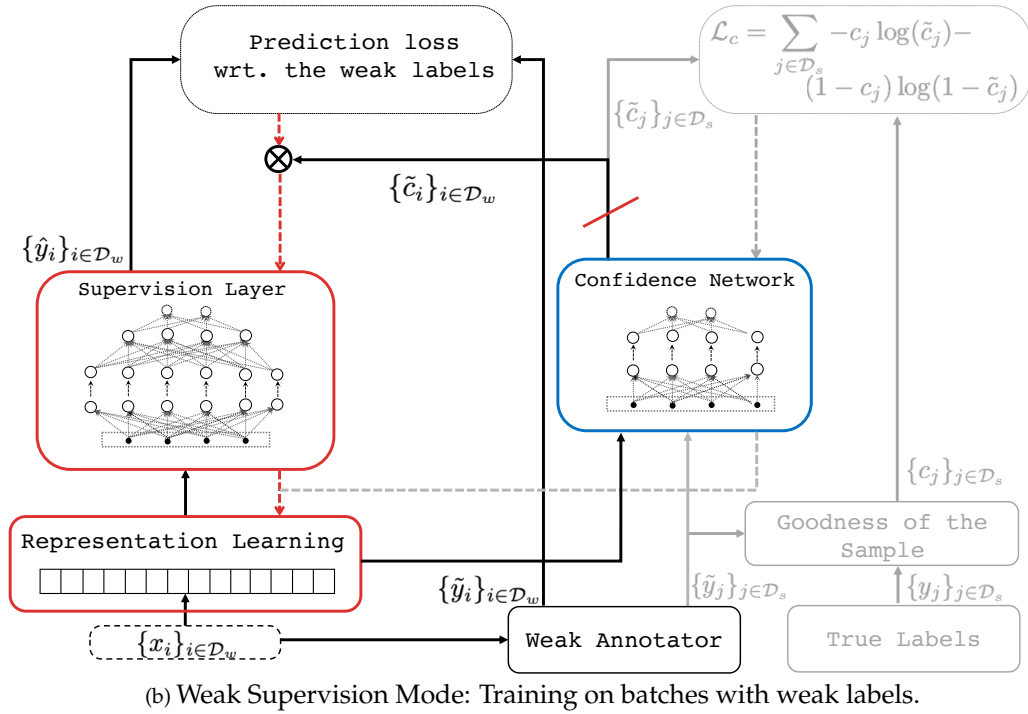 Prediction loss
wrt. the weak labels
$\mathcal{L}_c = \sum_{j \in \mathcal{D}_s} -c_j \log(\tilde{c}_j) -$
$(1 - c_j) \log(1 - \tilde{c}_j)$
$\{\tilde{c}_j\}_{j \in \mathcal{D}_s}$
$\{\tilde{c}_i\}_{i \in \mathcal{D}_w}$
$\{\hat{y}_i\}_{i \in \mathcal{D}_w}$
Supervision Layer
Confidence Network
$\{c_j\}_{j \in \mathcal{D}_s}$
Representation Learning
Goodness of the
Sample
$\{\tilde{y}_i\}_{i \in \mathcal{D}_w}$
$\{\tilde{y}_j\}_{j \in \mathcal{D}_s}$
$\{y_j\}_{j \in \mathcal{D}_s}$
$\{x_i\}_{i \in \mathcal{D}_w}$
Weak Annotator
True Labels
(b) Weak Supervision Mode: Training on batches with weak labels.